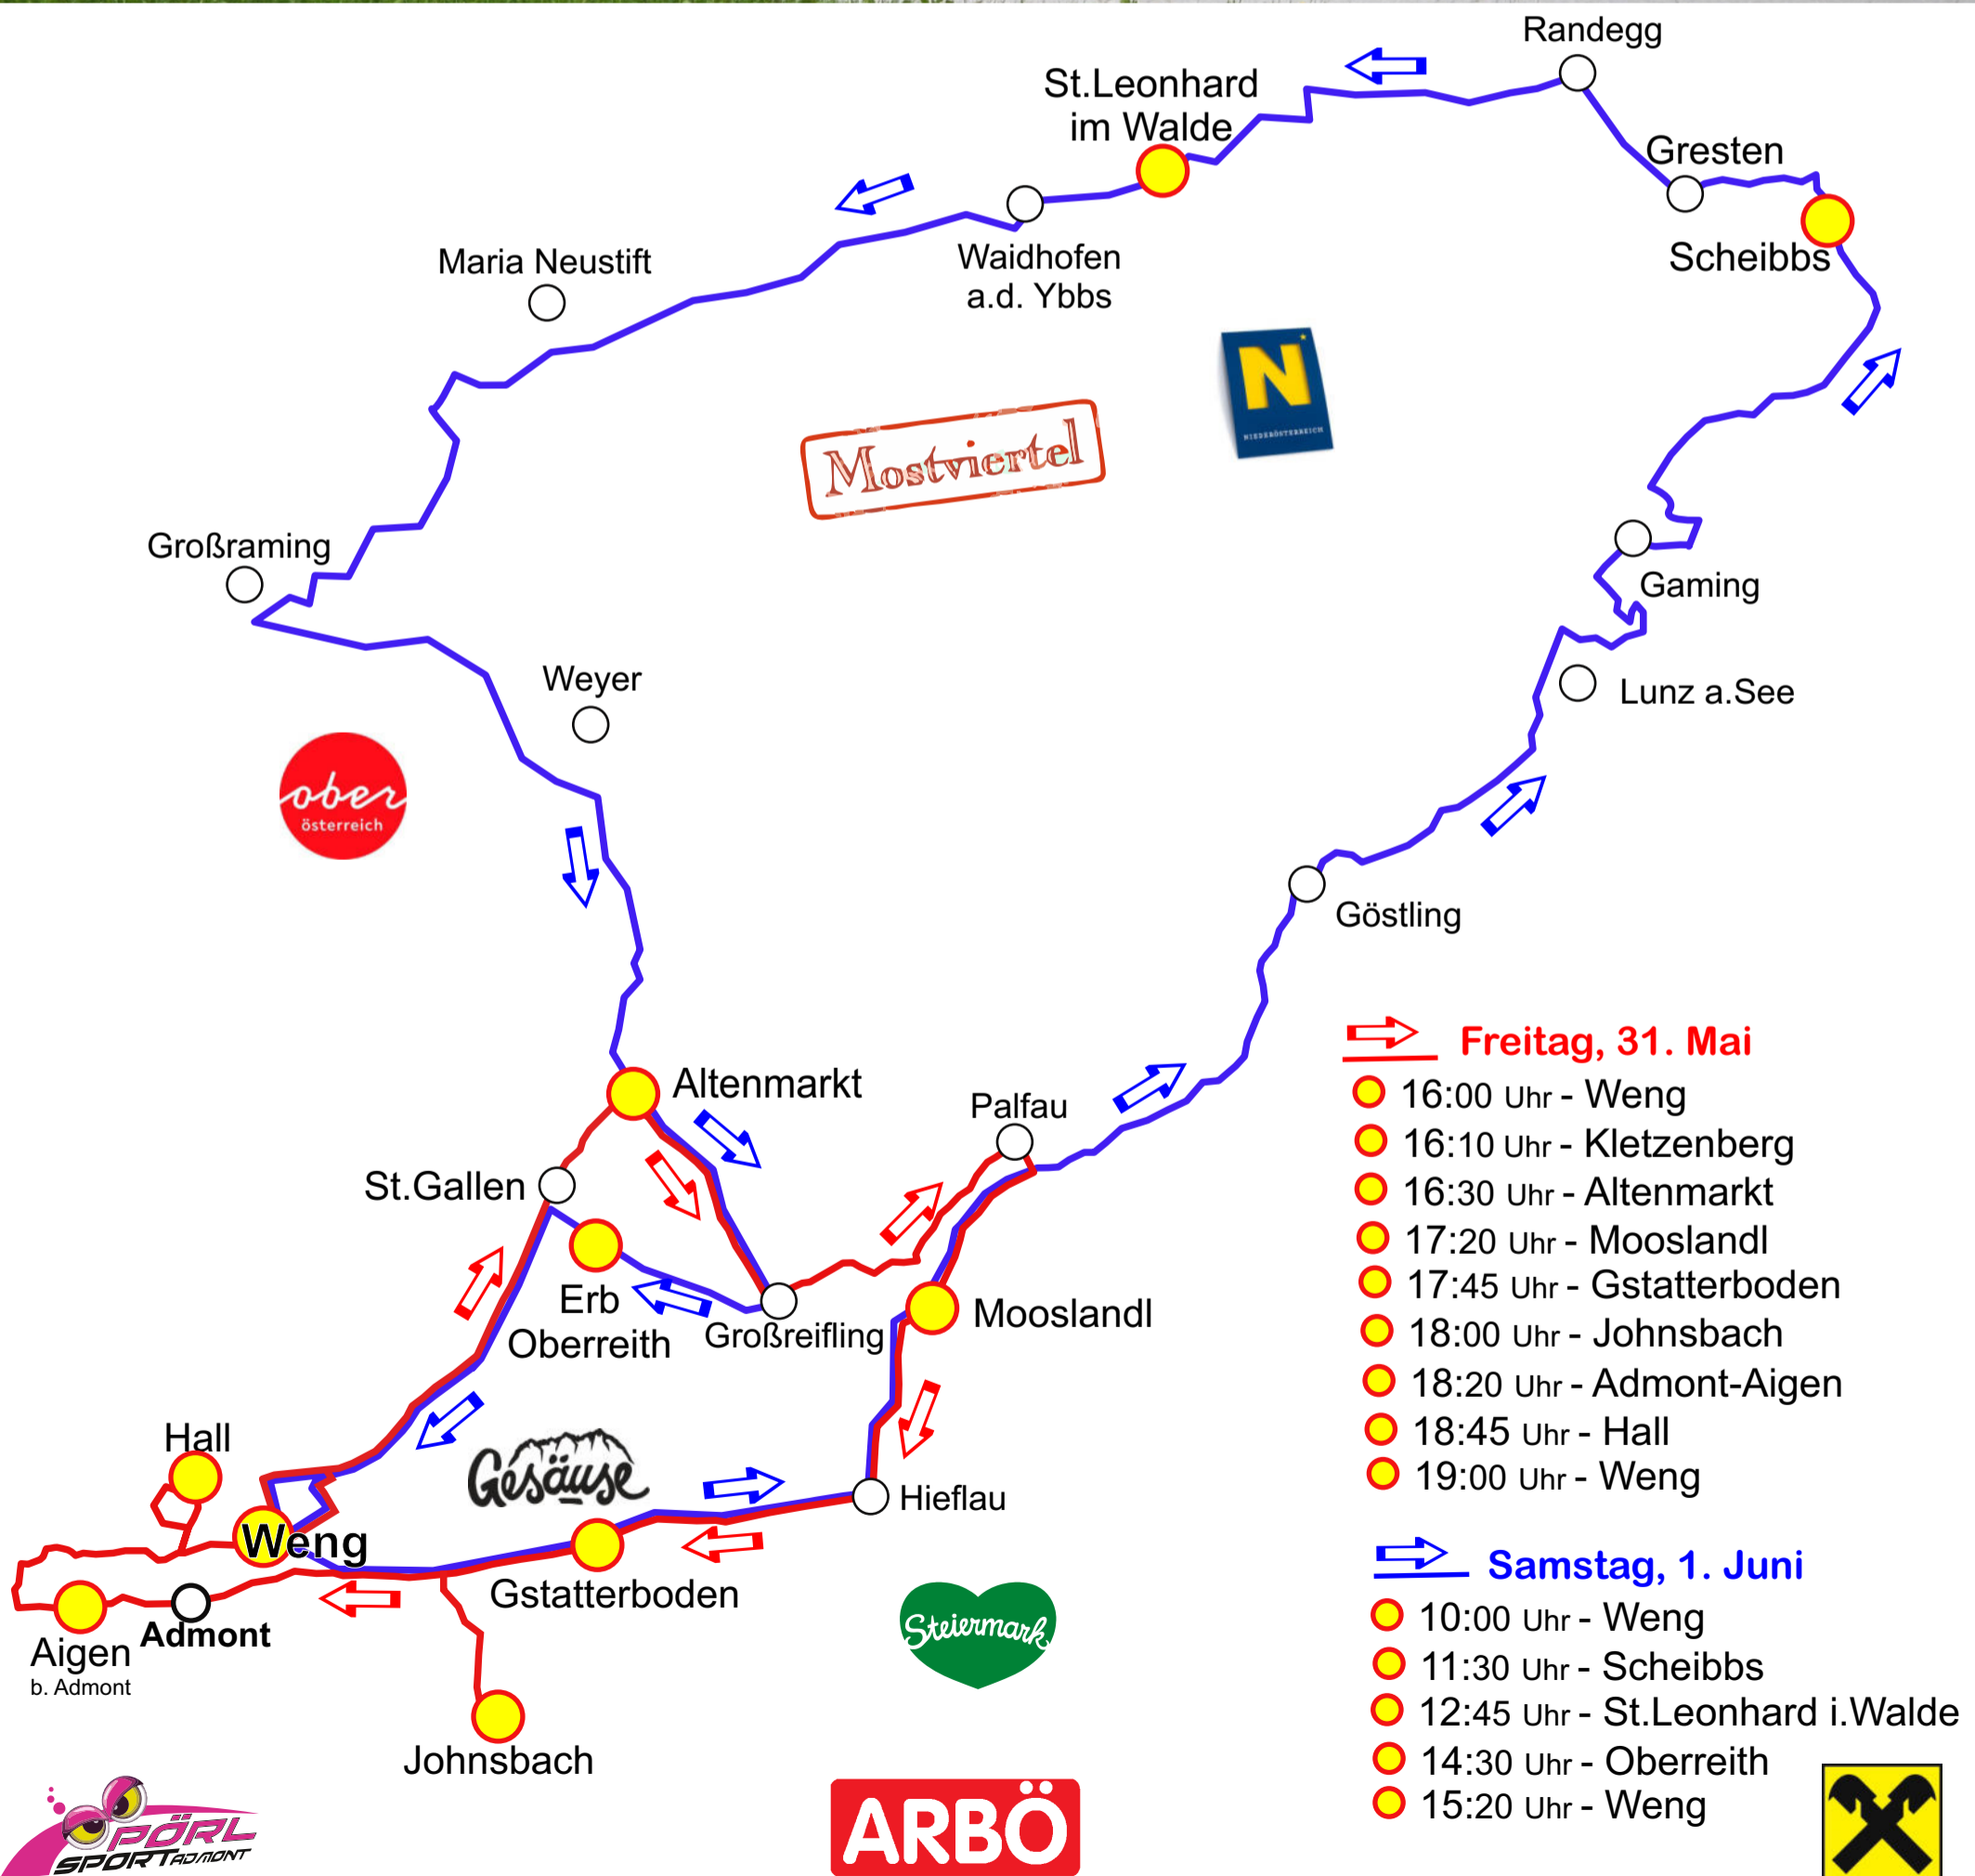 Randegg
St.Leonhard
im Walde
Gresten
Scheibbs
Maria Neustift
Waidhofen
a.d. Ybbs
N
NIEDERÖSTERREICH
Mostviertel
Großraming
Gaming
Weyer
Lunz a.See
ober
österreich
Göstling
Altenmarkt
Palfau
St.Gallen
Erb
Oberreith
Großreifling
Mooslandl
Hall
Gesäuse
Hieflau
Weng
Gstatterboden
Admont
Aigen
b. Admont
Steiermark
Johnsbach
Freitag, 31. Mai
16:00 Uhr - Weng
16:10 Uhr - Kletzenberg
16:30 Uhr - Altenmarkt
17:20 Uhr - Mooslandl
17:45 Uhr - Gstatterboden
18:00 Uhr - Johnsbach
18:20 Uhr - Admont-Aigen
18:45 Uhr - Hall
19:00 Uhr - Weng
Samstag, 1. Juni
10:00 Uhr - Weng
11:30 Uhr - Scheibbs
12:45 Uhr - St.Leonhard i.Walde
14:30 Uhr - Oberreith
15:20 Uhr - Weng
PÖRL
SPORT ADMONT
ARBÖ